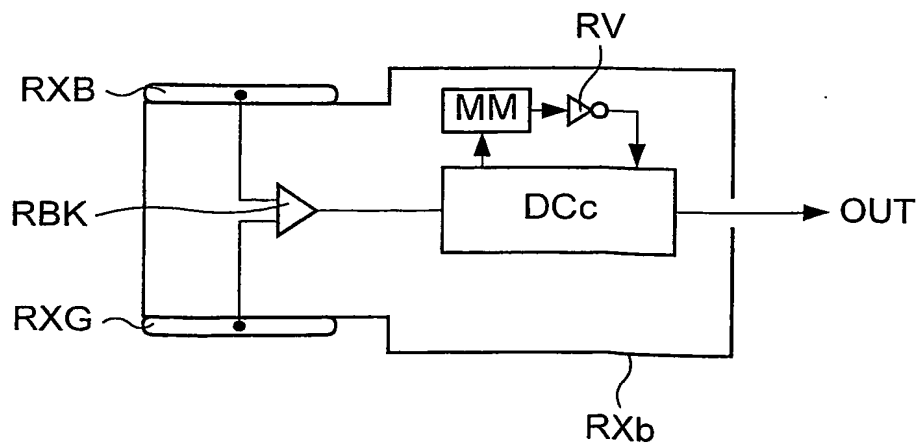 RV
RXB
MM
RBK
DCc
OUT
RXG
RXb